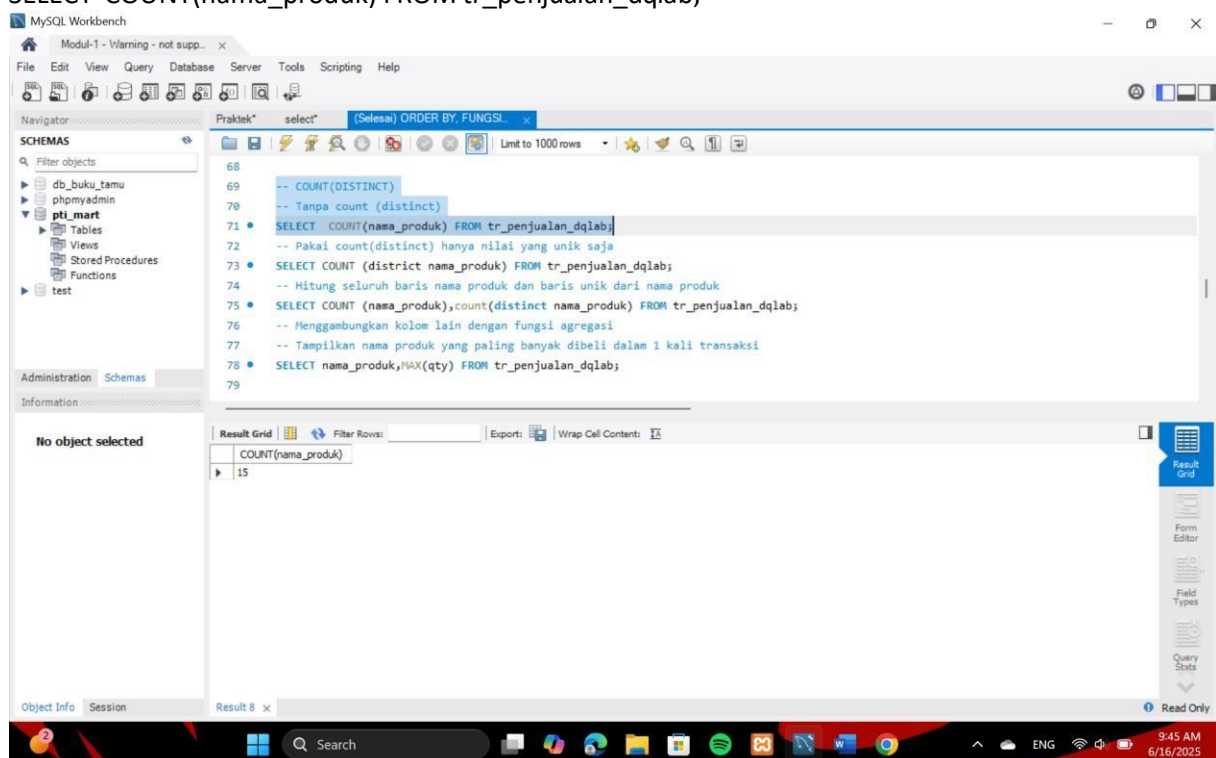 SELECT COUNT(nama_produk) FROM tr_penjualan_dqlab;
MySQL Workbench
Modul-1 - Warning - not supp...
File Edit View Query Database Server Tools Scripting Help
Navigator
Praktek* select* (Selesai) ORDER BY, FUNGSI...
SCHEMAS
Limit to 1000 rows
Filter objects
db_buku_tamu
phpmyadmin
pti_mart
Tables
Views
Stored Procedures
Functions
test
68
69 -- COUNT(DISTINCT)
70 -- Tanpa count (distinct)
71 SELECT COUNT(nama_produk) FROM tr_penjualan_dqlab;
72 -- Pakai count(distinct) hanya nilai yang unik saja
73 SELECT COUNT (district nama_produk) FROM tr_penjualan_dqlab;
74 -- Hitung seluruh baris nama produk dan baris unik dari nama produk
75 SELECT COUNT (nama_produk),count(distinct nama_produk) FROM tr_penjualan_dqlab;
76 -- Menggambungkan kolom lain dengan fungsi agregasi
77 -- Tampilkan nama produk yang paling banyak dibeli dalam 1 kali transaksi
78 SELECT nama_produk,MAX(qty) FROM tr_penjualan_dqlab;
79
Administration Schemas
Information
No object selected
Result Grid Filter Rows: Export: Wrap Cell Content:
COUNT(nama_produk)
15
Result Grid
Form Editor
Field Types
Query Stats
Object Info Session
Result 8
Read Only
2
Search
ENG
9:45 AM
6/16/2025